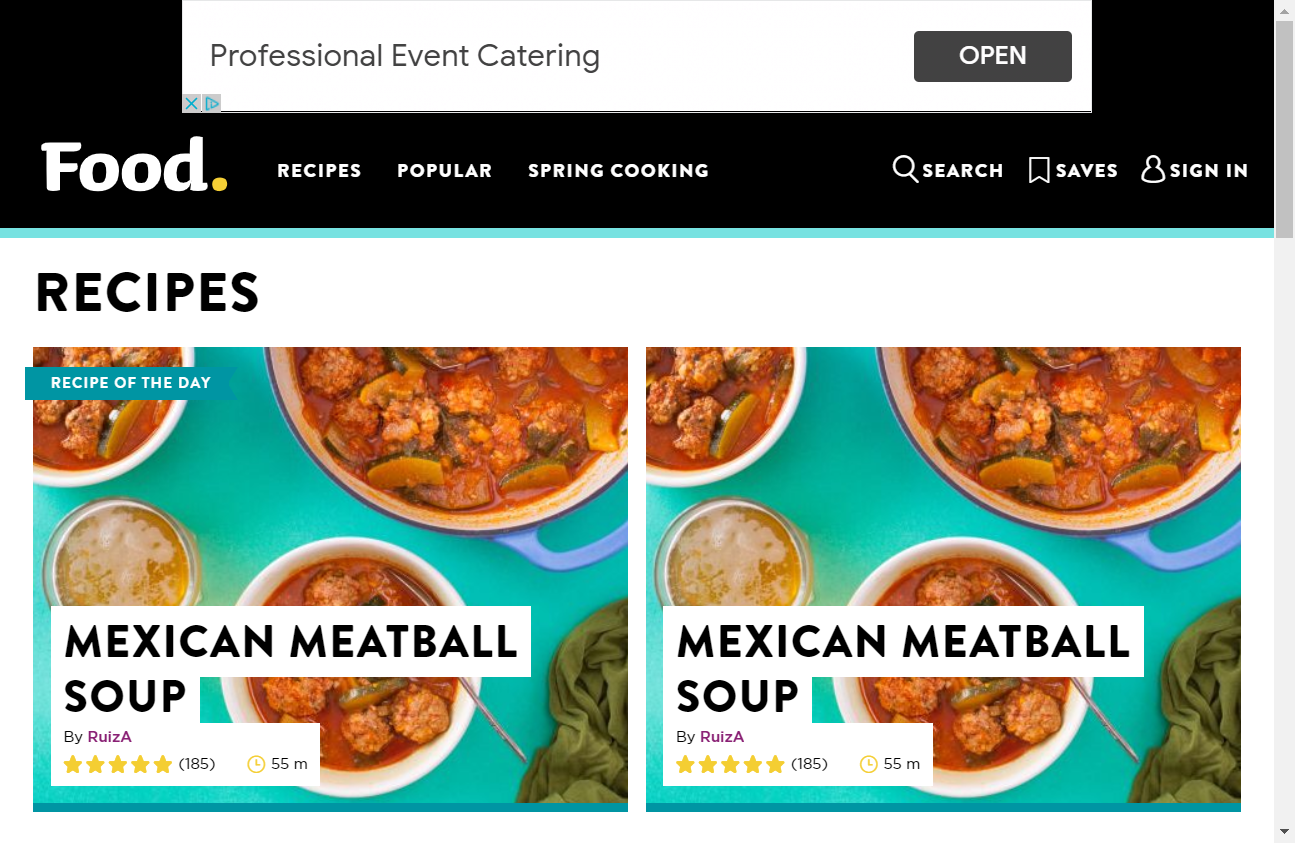 Professional Event Catering
OPEN
Food.
RECIPES
POPULAR
SPRING COOKING
SEARCH
SAVES
SIGN IN
RECIPES
RECIPE OF THE DAY
MEXICAN MEATBALL
SOUP
By RuizA
(185)
55 m
MEXICAN MEATBALL
SOUP
By RuizA
(185)
55 m